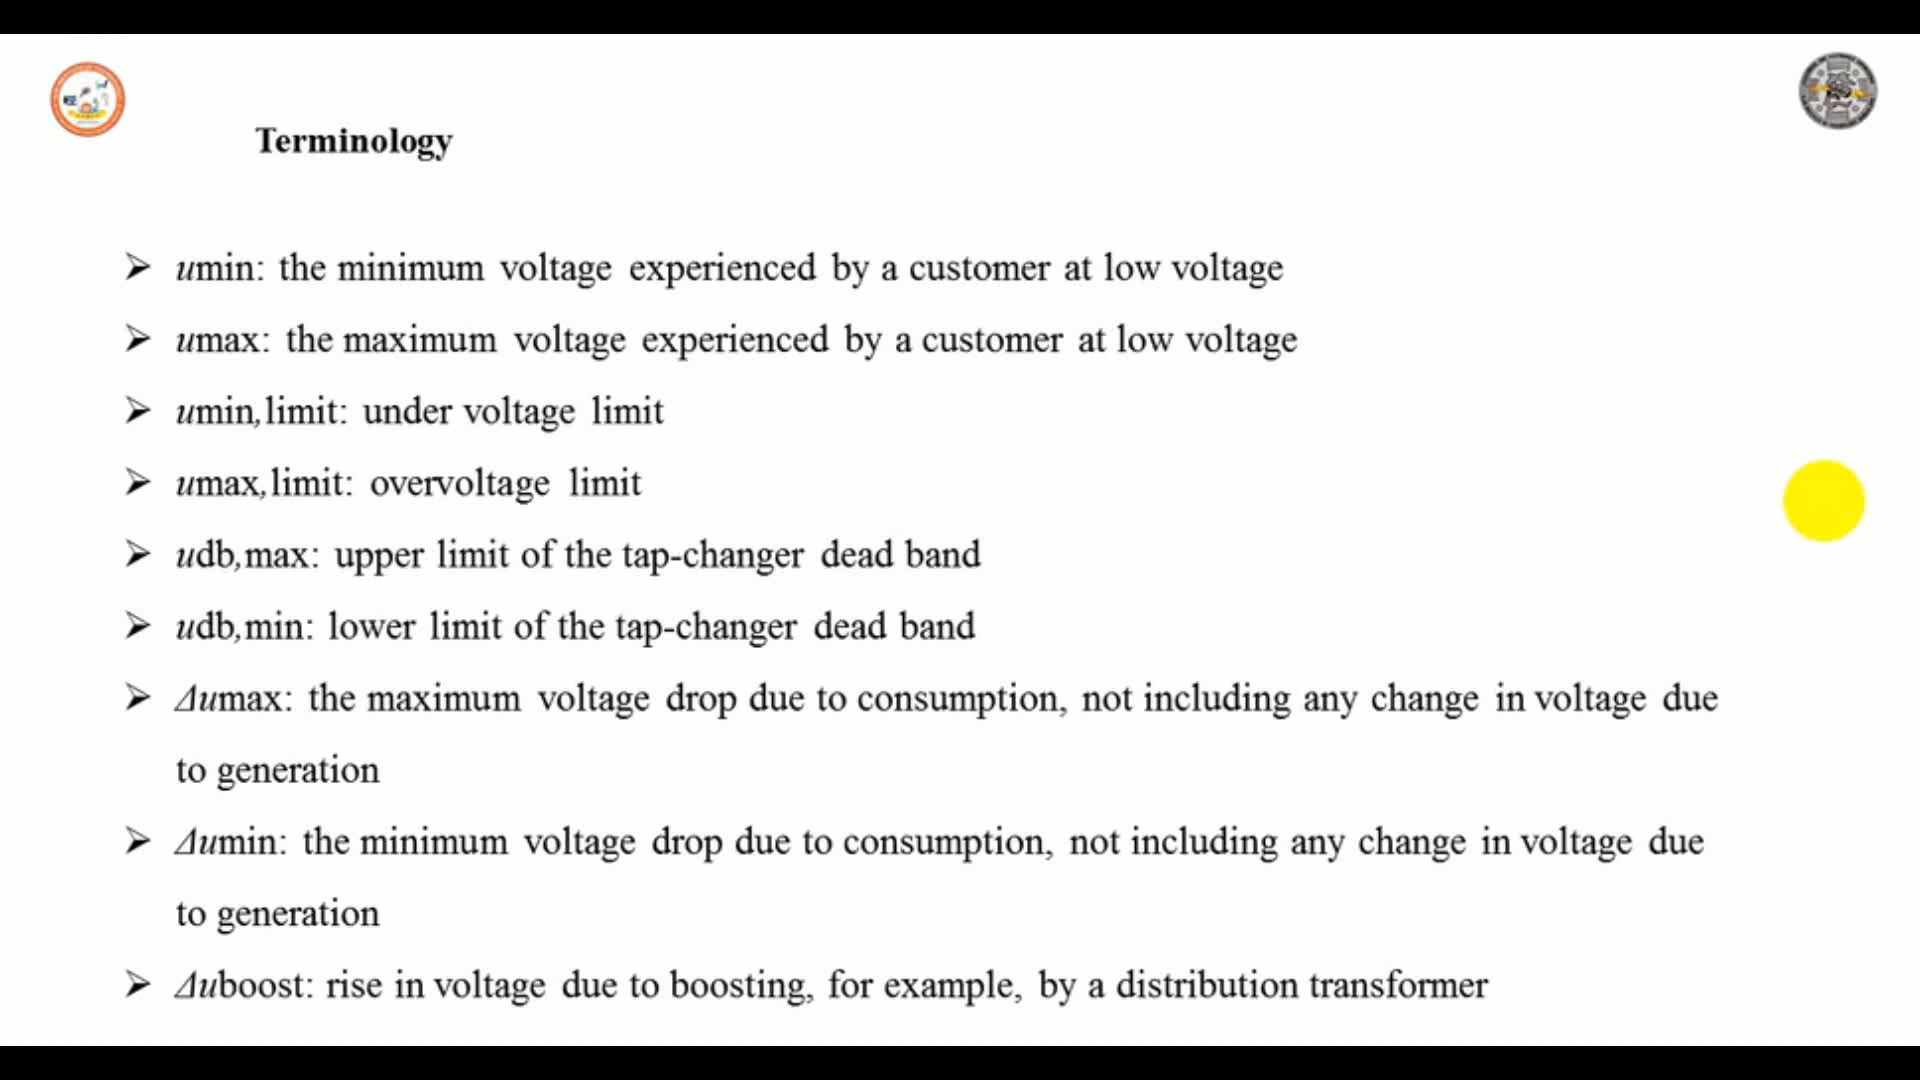 Terminology
➢ umin: the minimum voltage experienced by a customer at low voltage
➢ umax: the maximum voltage experienced by a customer at low voltage
➢ umin,limit: under voltage limit
➢ umax,limit: overvoltage limit
➢ udb,max: upper limit of the tap-changer dead band
➢ udb,min: lower limit of the tap-changer dead band
➢ Δumax: the maximum voltage drop due to consumption, not including any change in voltage due
to generation
➢ Δumin: the minimum voltage drop due to consumption, not including any change in voltage due
to generation
➢ Δuboost: rise in voltage due to boosting, for example, by a distribution transformer